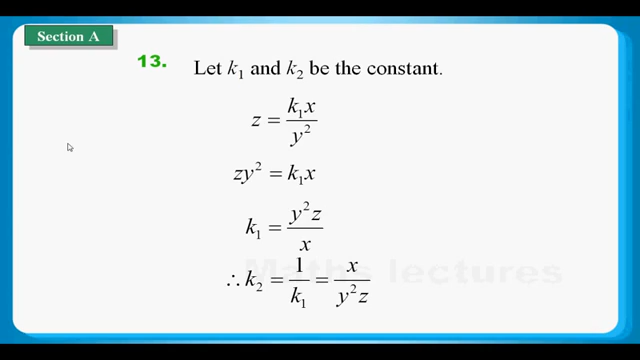 Section A
13. Let k₁ and k₂ be the constant.
z = k₁x / y²
zy² = k₁x
k₁ = y²z / x
∴ k₂ = 1 / k₁ = x / y²z
Maths lectures